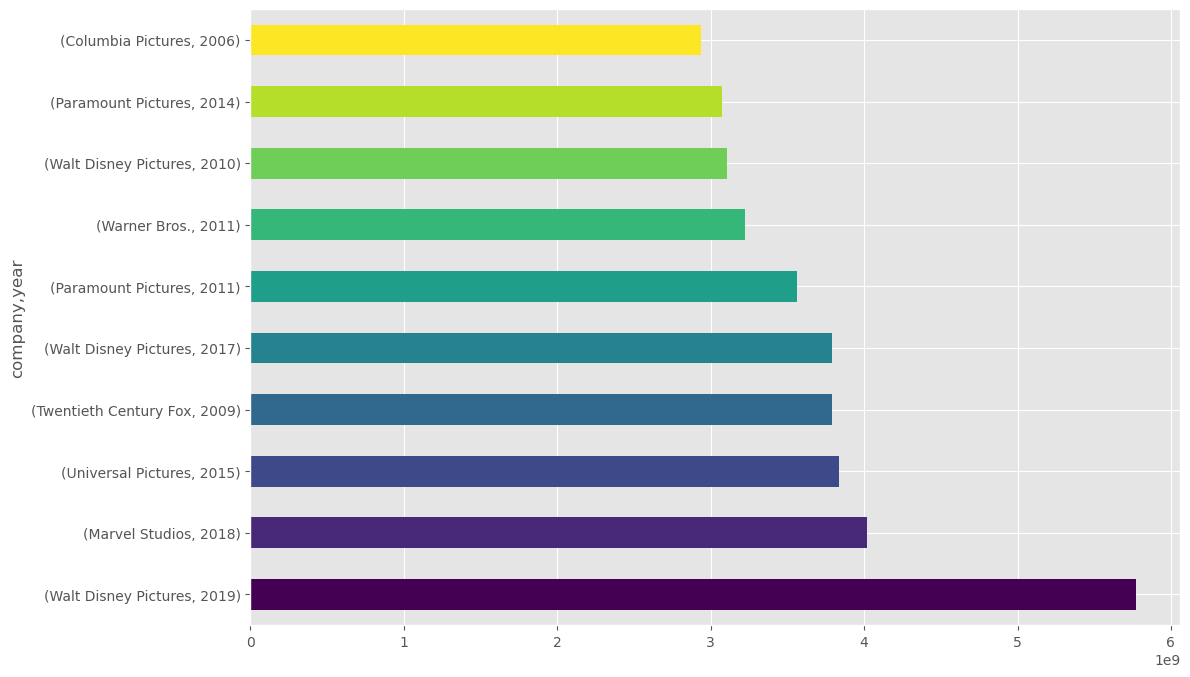 (Columbia Pictures, 2006)
(Paramount Pictures, 2014)
(Walt Disney Pictures, 2010)
(Warner Bros., 2011)
(Paramount Pictures, 2011)
(Walt Disney Pictures, 2017)
(Twentieth Century Fox, 2009)
(Universal Pictures, 2015)
(Marvel Studios, 2018)
(Walt Disney Pictures, 2019)
company,year
0 1 2 3 4 5 6
1e9